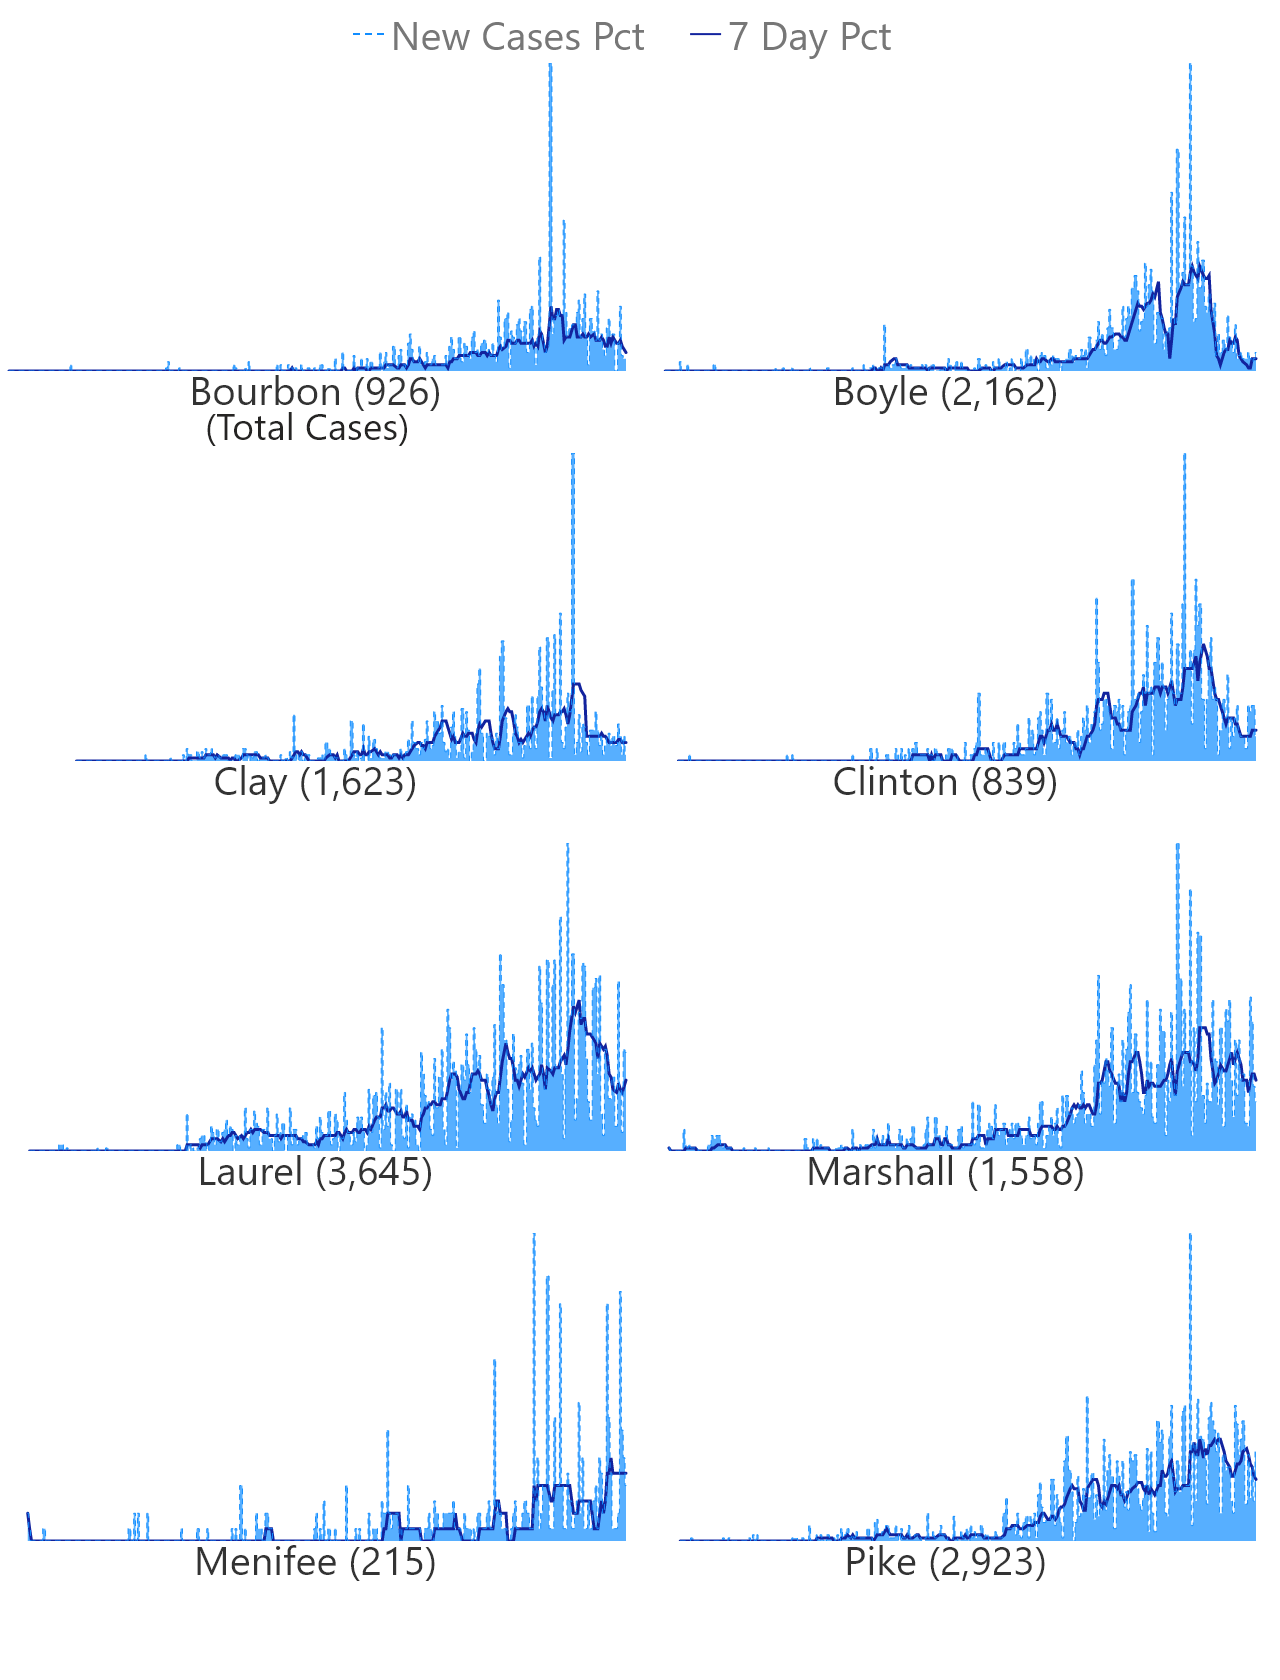 New Cases Pct 7 Day Pct
Bourbon (926) Boyle (2,162)
(Total Cases)
Clay (1,623) Clinton (839)
Laurel (3,645) Marshall (1,558)
Menifee (215) Pike (2,923)